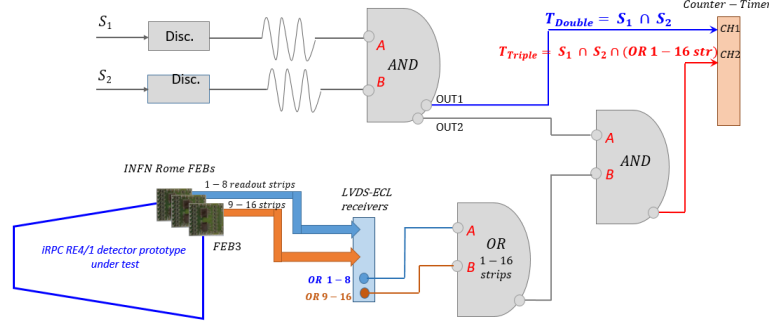 Counter−Timer
S1
Disc.
S2
Disc.
A
B
AND
OUT1
OUT2
T_Double = S1 ∩ S2
T_Triple = S1 ∩ S2 ∩ (OR 1 − 16 str)
CH1
CH2
A
B
AND
INFN Rome FEBs
1 − 8 readout strips
9 − 16 strips
FEB3
LVDS-ECL
receivers
iRPC RE4/1 detector prototype
under test
OR 1 − 8
OR 9 − 16
A
B
OR
1 − 16
strips